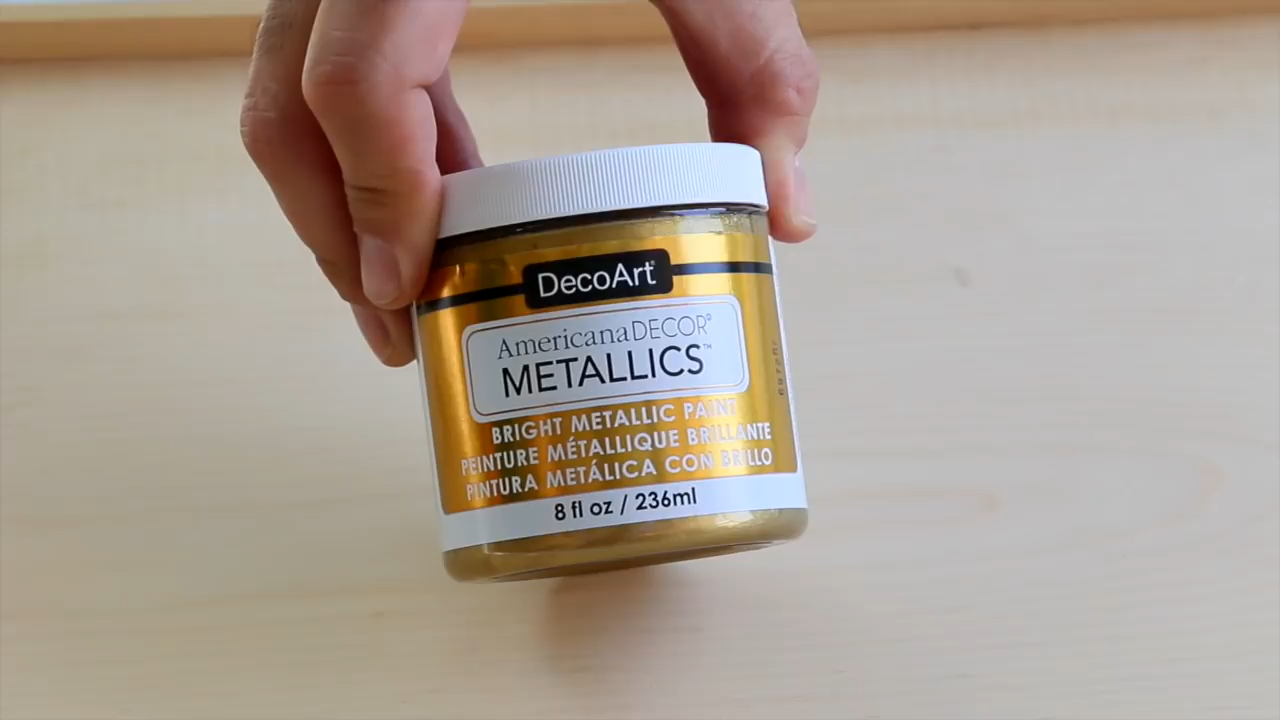 DecoArt®
AmericanaDECOR®
METALLICS™
BRIGHT METALLIC PAINT
PEINTURE MÉTALLIQUE BRILLANTE
PINTURA METÁLICA CON BRILLO
8 fl oz / 236ml